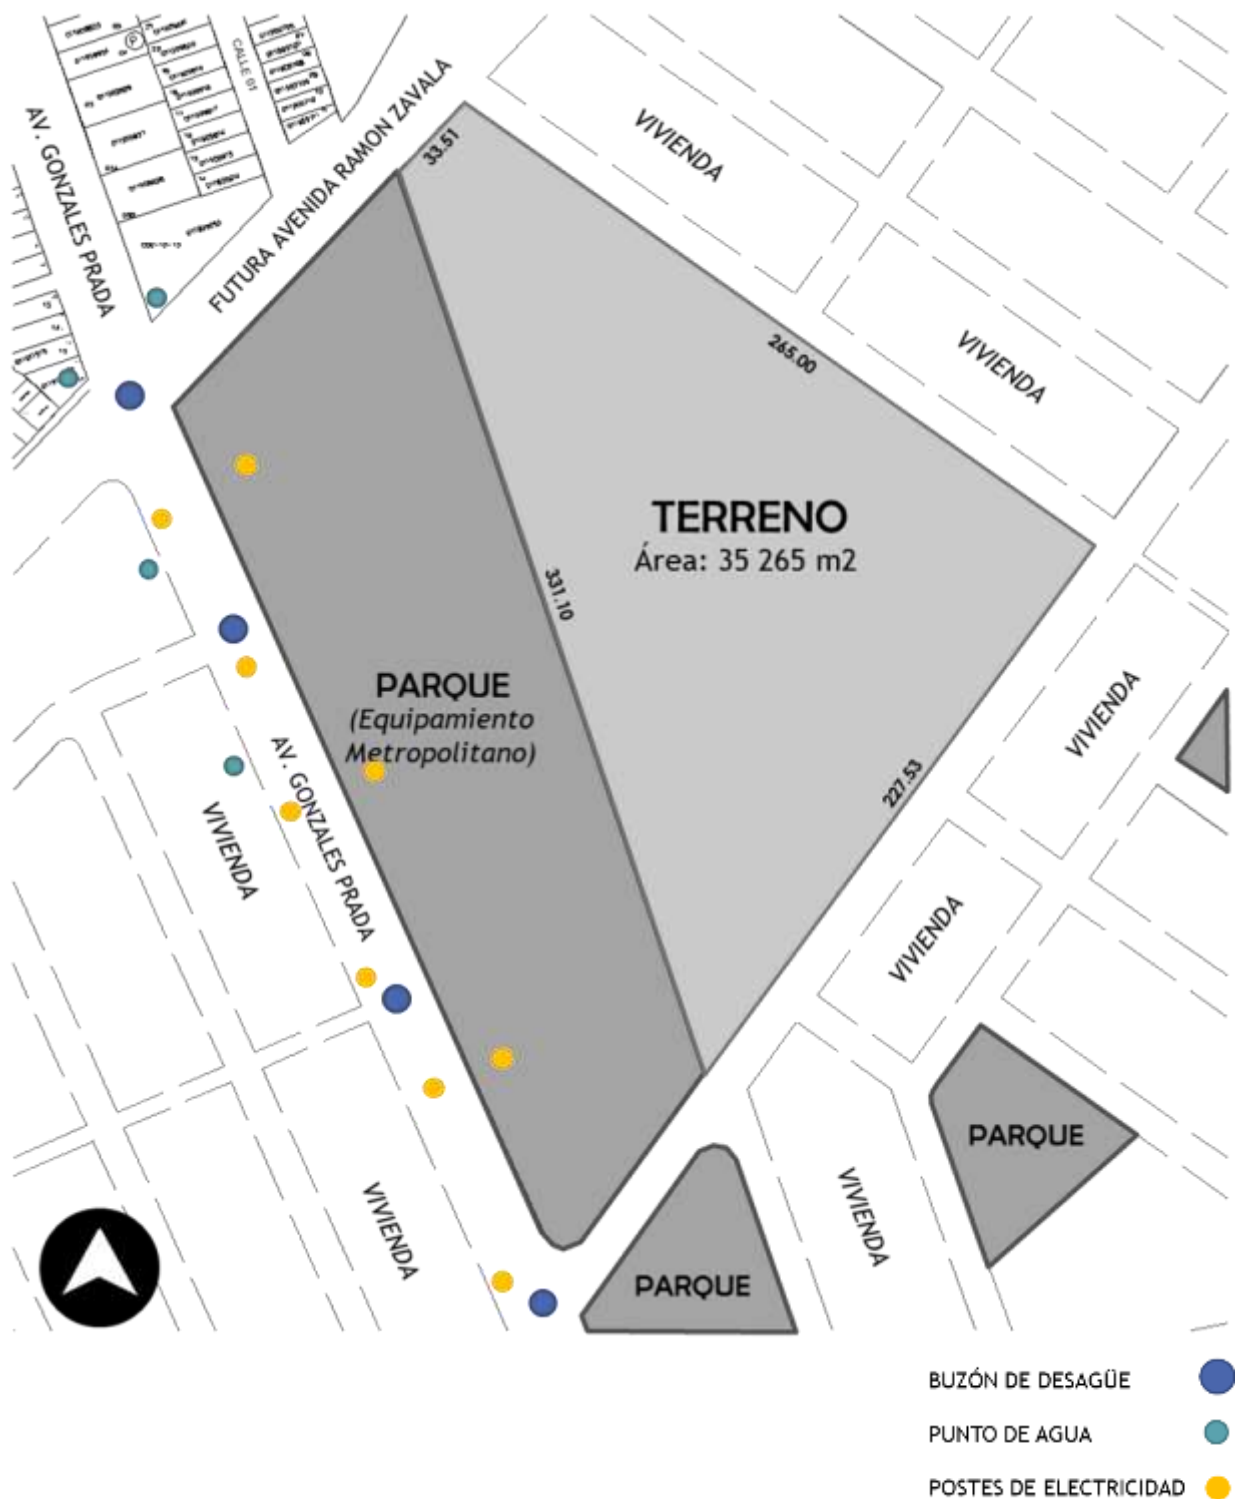 CALLE 01
P
AV. GONZALES PRADA
FUTURA AVENIDA RAMON ZAVALA
33.51
VIVIENDA
265.00
VIVIENDA
TERRENO
Área: 35 265 m2
331.10
PARQUE
(Equipamiento
Metropolitano)
VIVIENDA
227.53
AV. GONZALES PRADA
VIVIENDA
VIVIENDA
PARQUE
VIVIENDA
VIVIENDA
PARQUE
BUZÓN DE DESAGÜE
PUNTO DE AGUA
POSTES DE ELECTRICIDAD